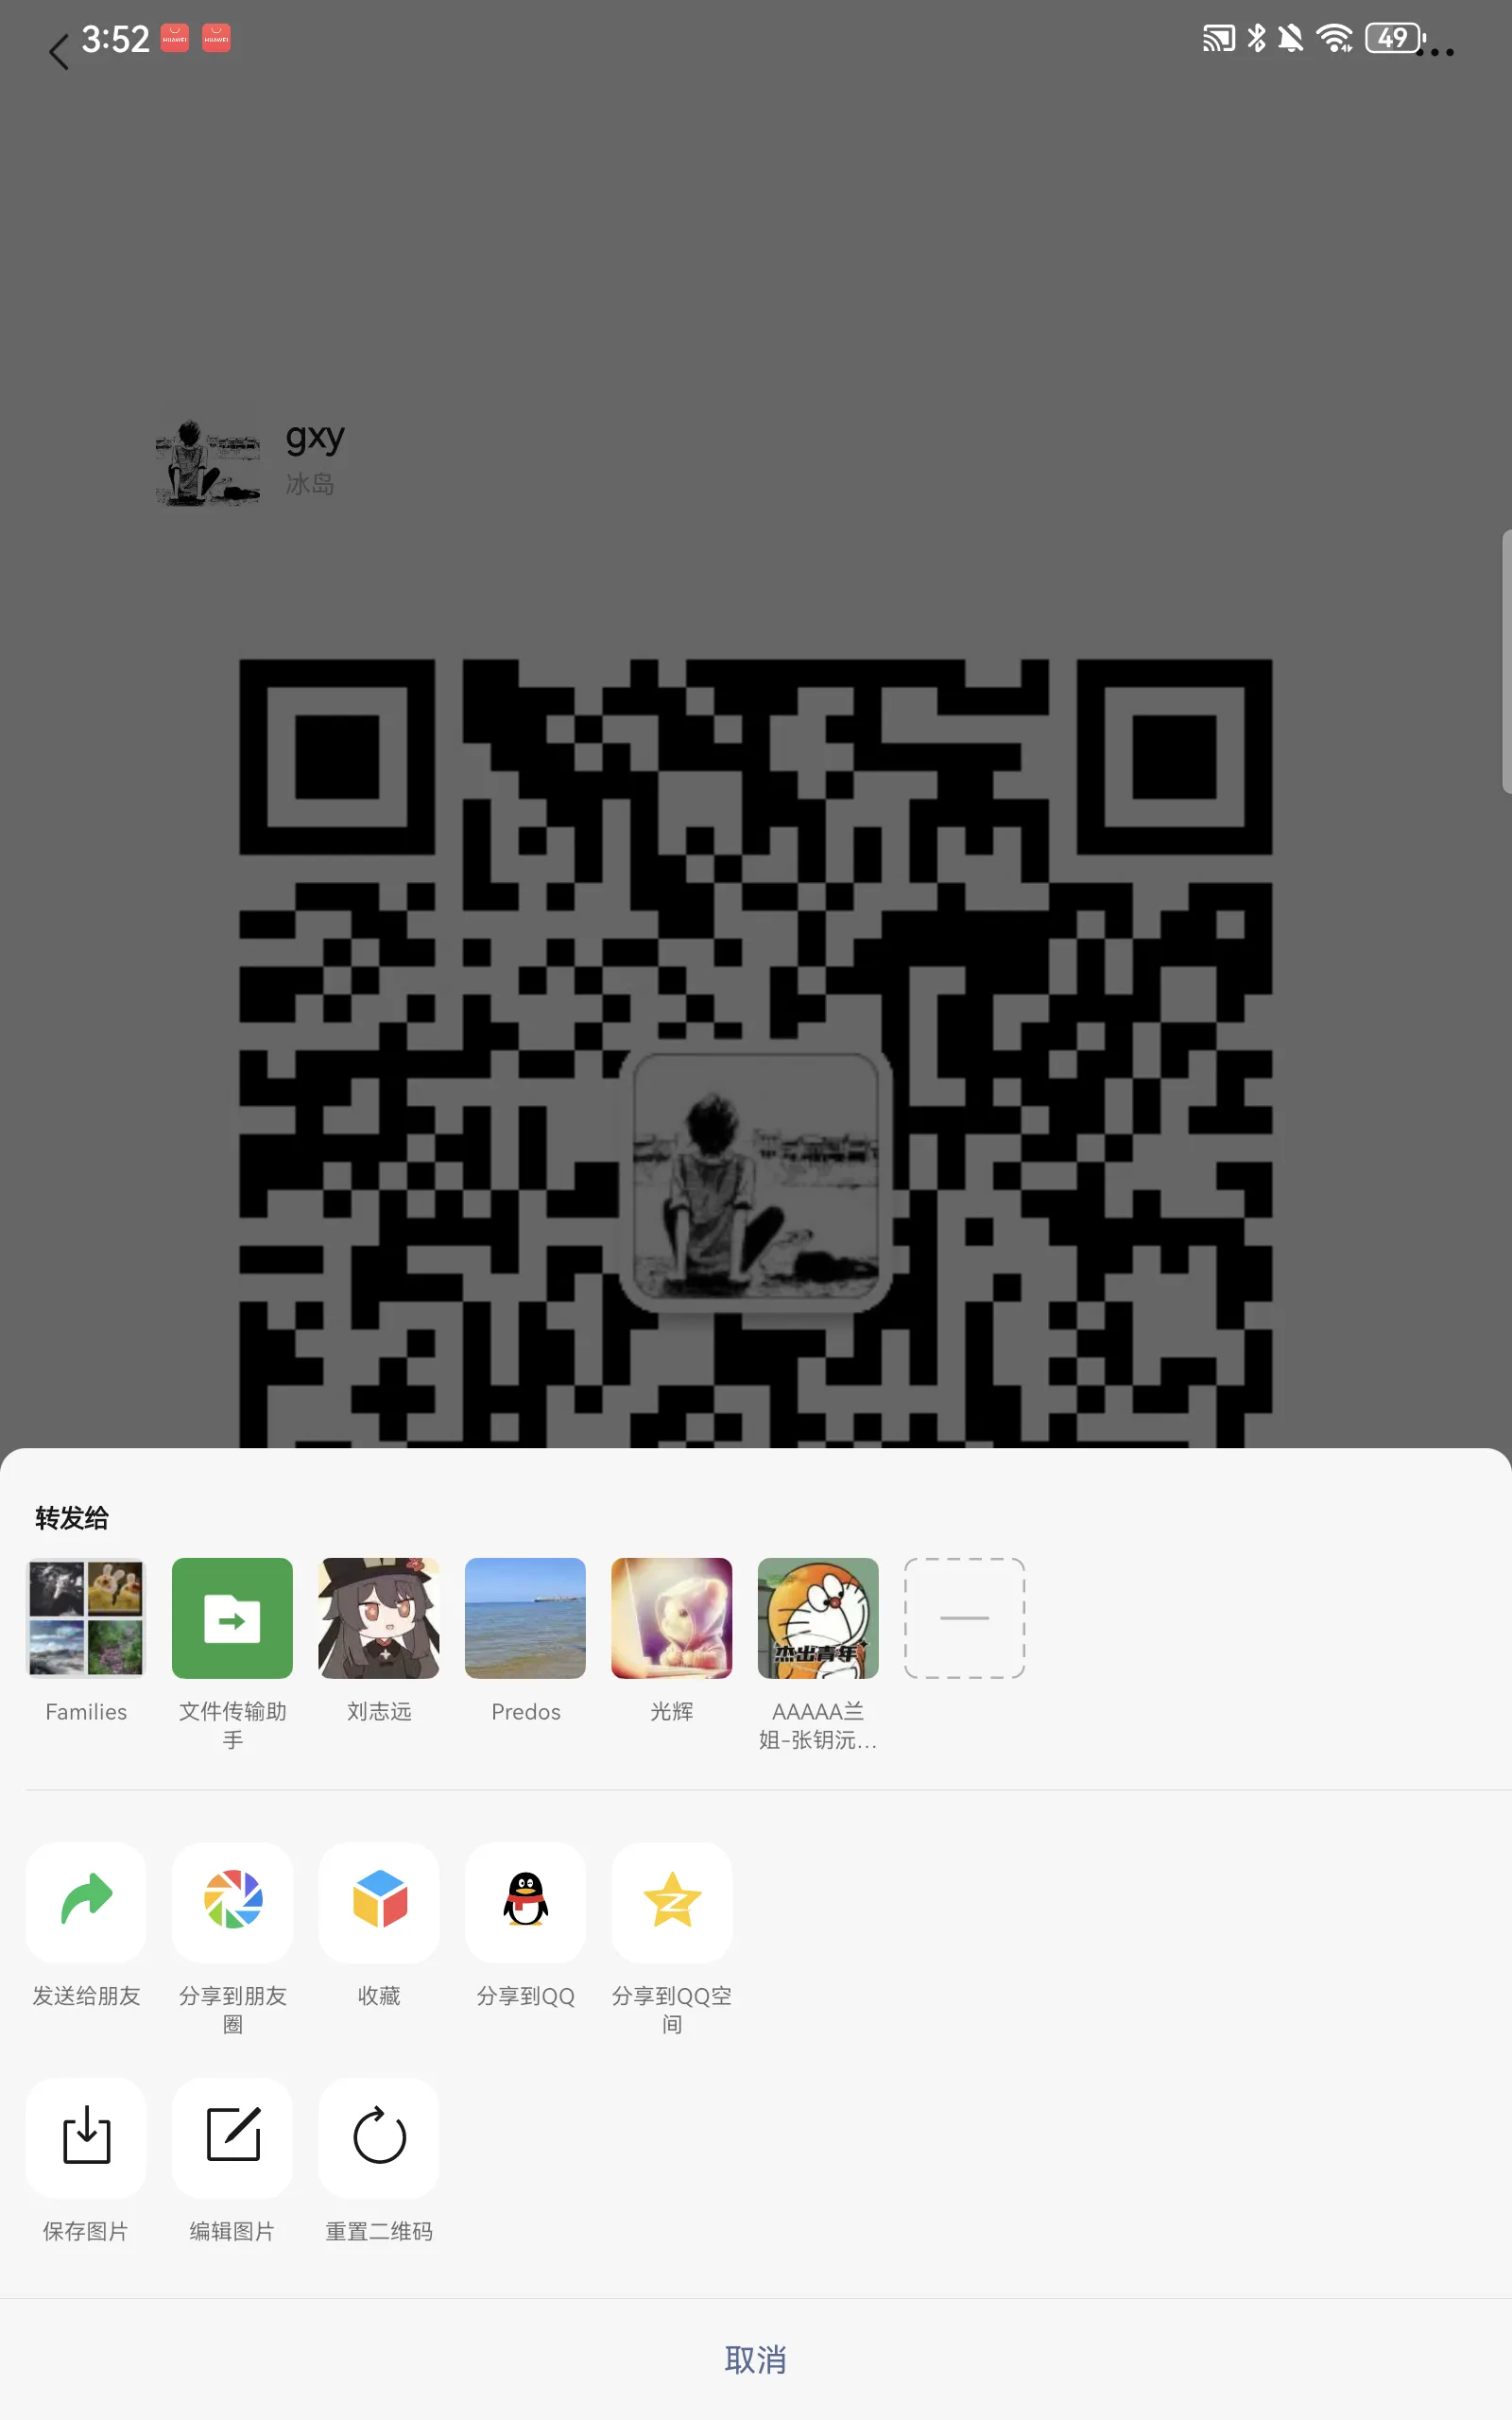 3:52
HUAWEI
HUAWEI
49
gxy
冰岛
转发给
杰出青年
Families
文件传输助
手
刘志远
Predos
光辉
AAAAA兰
姐-张钥沅...
发送给朋友
分享到朋友
圈
收藏
分享到QQ
分享到QQ空
间
保存图片
编辑图片
重置二维码
取消